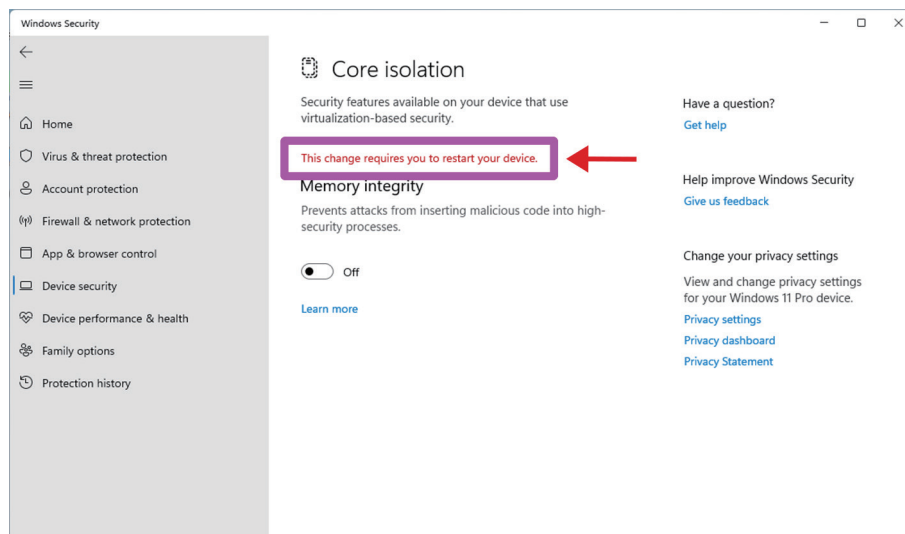 Windows Security
Home
Virus & threat protection
Account protection
Firewall & network protection
App & browser control
Device security
Device performance & health
Family options
Protection history
Core isolation
Security features available on your device that use
virtualization-based security.
This change requires you to restart your device.
Memory integrity
Prevents attacks from inserting malicious code into high-
security processes.
Off
Learn more
Have a question?
Get help
Help improve Windows Security
Give us feedback
Change your privacy settings
View and change privacy settings
for your Windows 11 Pro device.
Privacy settings
Privacy dashboard
Privacy Statement